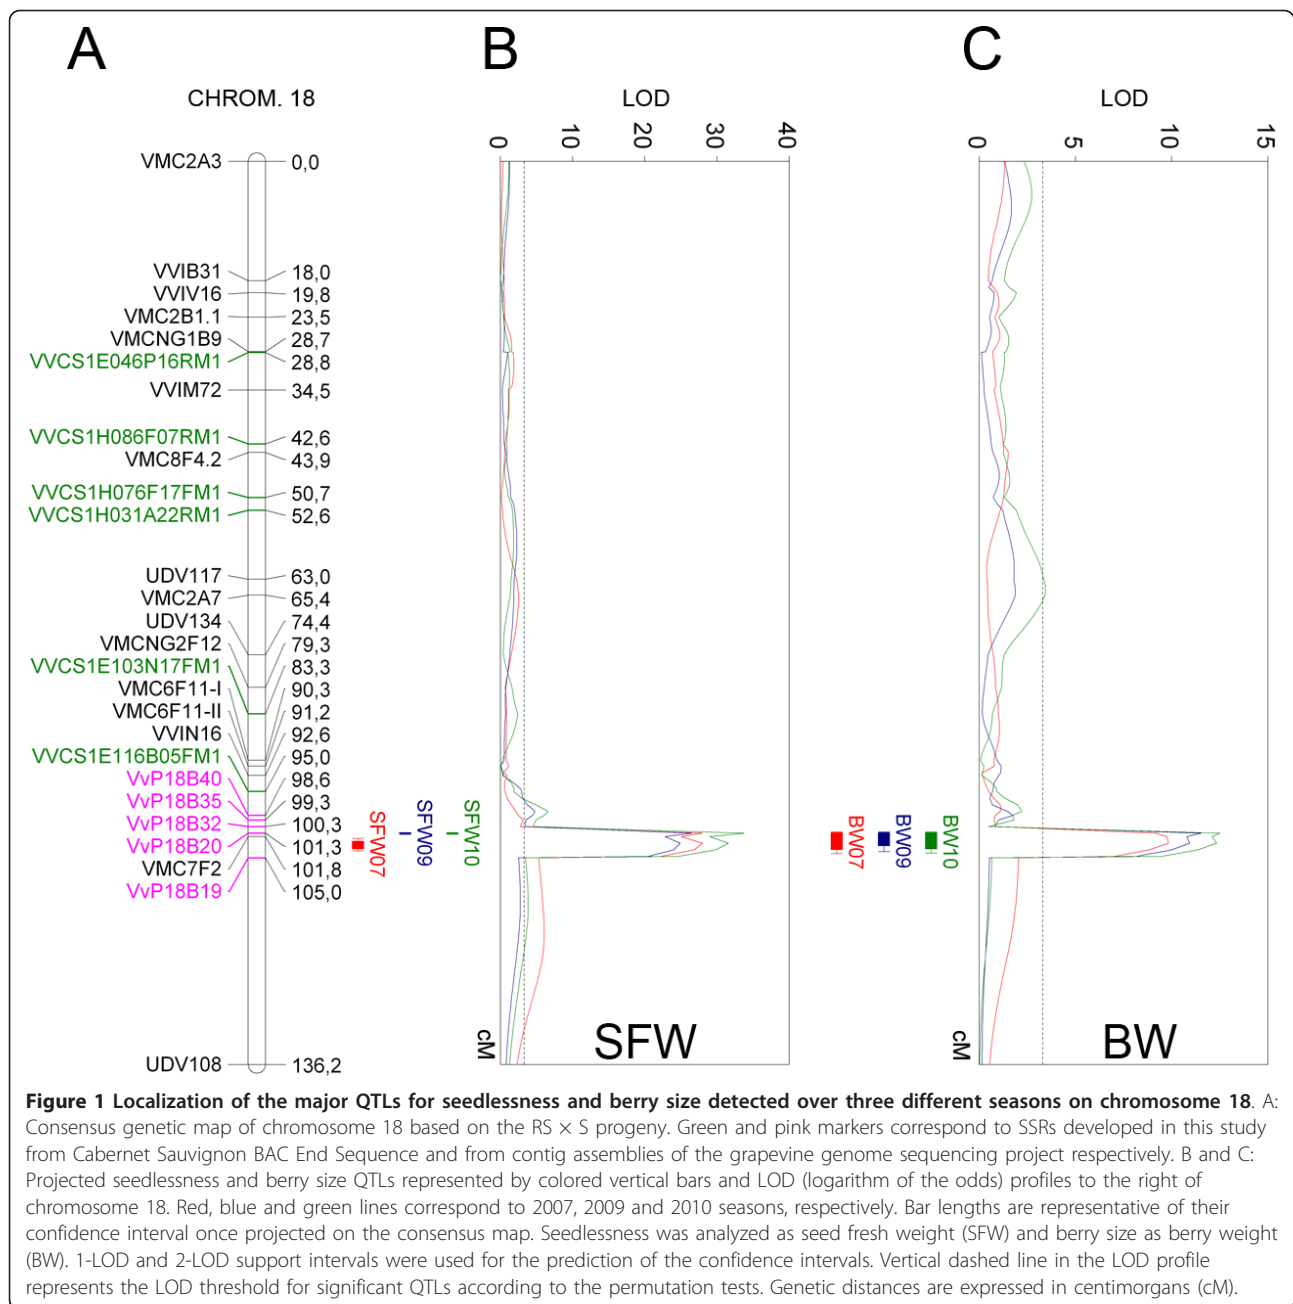 A
B
C
CHROM. 18
LOD
LOD
0
10
20
30
40
0
5
10
15
VMC2A3 0,0
VVIB31 18,0
VVIV16 19,8
VMC2B1.1 23,5
VMCNG1B9 28,7
VVCS1E046P16RM1 28,8
VVIM72 34,5
VVCS1H086F07RM1 42,6
VMC8F4.2 43,9
VVCS1H076F17FM1 50,7
VVCS1H031A22RM1 52,6
UDV117 63,0
VMC2A7 65,4
UDV134 74,4
VMCNG2F12 79,3
VVCS1E103N17FM1 83,3
VMC6F11-I 90,3
VMC6F11-II 91,2
VVIN16 92,6
VVCS1E116B05FM1 95,0
VvP18B40 98,6
VvP18B35 99,3
VvP18B32 100,3
VvP18B20 101,3
VMC7F2 101,8
VvP18B19 105,0
UDV108 136,2
SFW07
SFW09
SFW10
BW07
BW09
BW10
cM
SFW
cM
BW
Figure 1 Localization of the major QTLs for seedlessness and berry size detected over three different seasons on chromosome 18. A:
Consensus genetic map of chromosome 18 based on the RS × S progeny. Green and pink markers correspond to SSRs developed in this study
from Cabernet Sauvignon BAC End Sequence and from contig assemblies of the grapevine genome sequencing project respectively. B and C:
Projected seedlessness and berry size QTLs represented by colored vertical bars and LOD (logarithm of the odds) profiles to the right of
chromosome 18. Red, blue and green lines correspond to 2007, 2009 and 2010 seasons, respectively. Bar lengths are representative of their
confidence interval once projected on the consensus map. Seedlessness was analyzed as seed fresh weight (SFW) and berry size as berry weight
(BW). 1-LOD and 2-LOD support intervals were used for the prediction of the confidence intervals. Vertical dashed line in the LOD profile
represents the LOD threshold for significant QTLs according to the permutation tests. Genetic distances are expressed in centimorgans (cM).